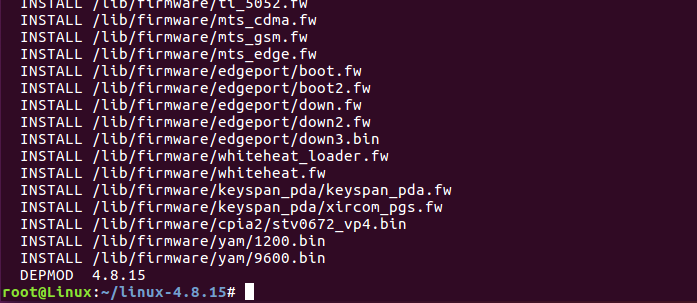 INSTALL /lib/firmware/ti_5052.fw
INSTALL /lib/firmware/mts_cdma.fw
INSTALL /lib/firmware/mts_gsm.fw
INSTALL /lib/firmware/mts_edge.fw
INSTALL /lib/firmware/edgeport/boot.fw
INSTALL /lib/firmware/edgeport/boot2.fw
INSTALL /lib/firmware/edgeport/down.fw
INSTALL /lib/firmware/edgeport/down2.fw
INSTALL /lib/firmware/edgeport/down3.bin
INSTALL /lib/firmware/whiteheat_loader.fw
INSTALL /lib/firmware/whiteheat.fw
INSTALL /lib/firmware/keyspan_pda/keyspan_pda.fw
INSTALL /lib/firmware/keyspan_pda/xircom_pgs.fw
INSTALL /lib/firmware/cpia2/stv0672_vp4.bin
INSTALL /lib/firmware/yam/1200.bin
INSTALL /lib/firmware/yam/9600.bin
DEPMOD  4.8.15
root@Linux:~/linux-4.8.15#